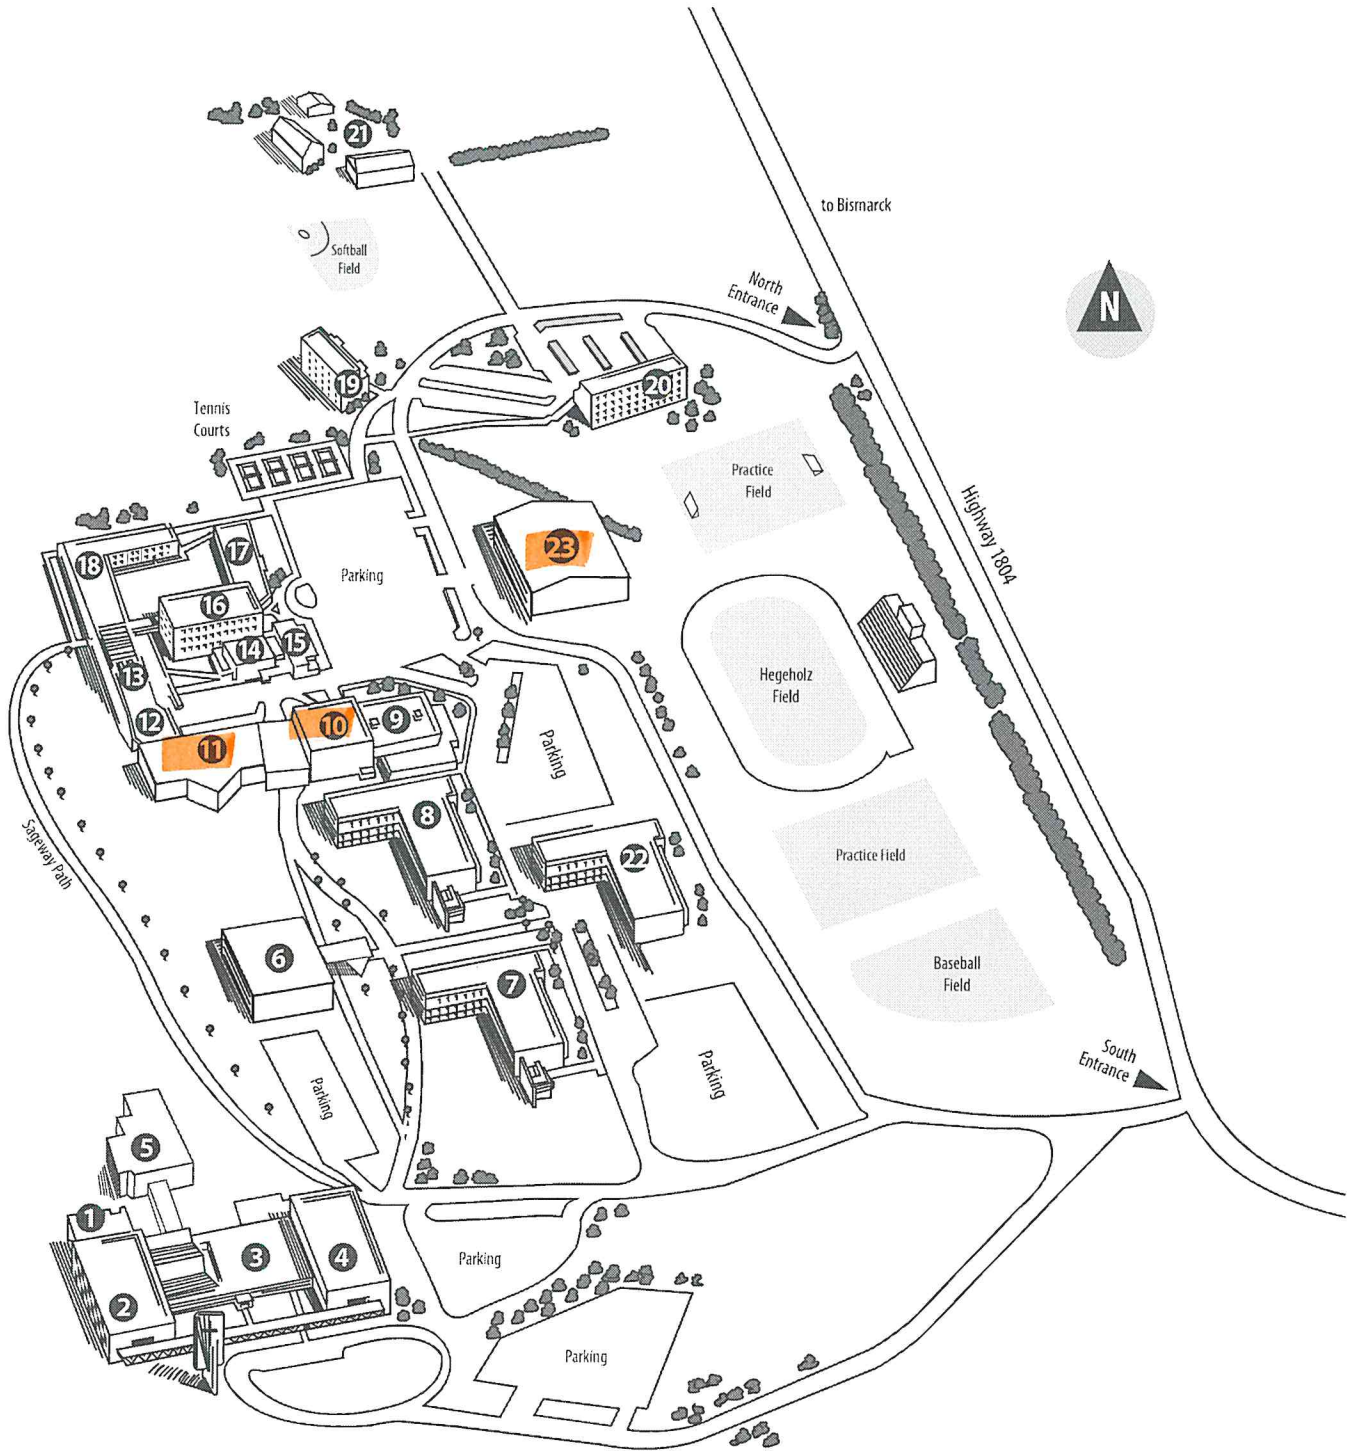 21
to Bismarck
Softball
Field
North
Entrance
N
19
20
Tennis
Courts
Practice
Field
Highway 1804
23
17
18
Parking
16
15
14
13
Hegeholz
Field
12
10
9
11
Parking
8
Practice Field
22
Sageway Path
6
7
Baseball
Field
South
Entrance
Parking
Parking
5
1
3
4
Parking
2
Parking